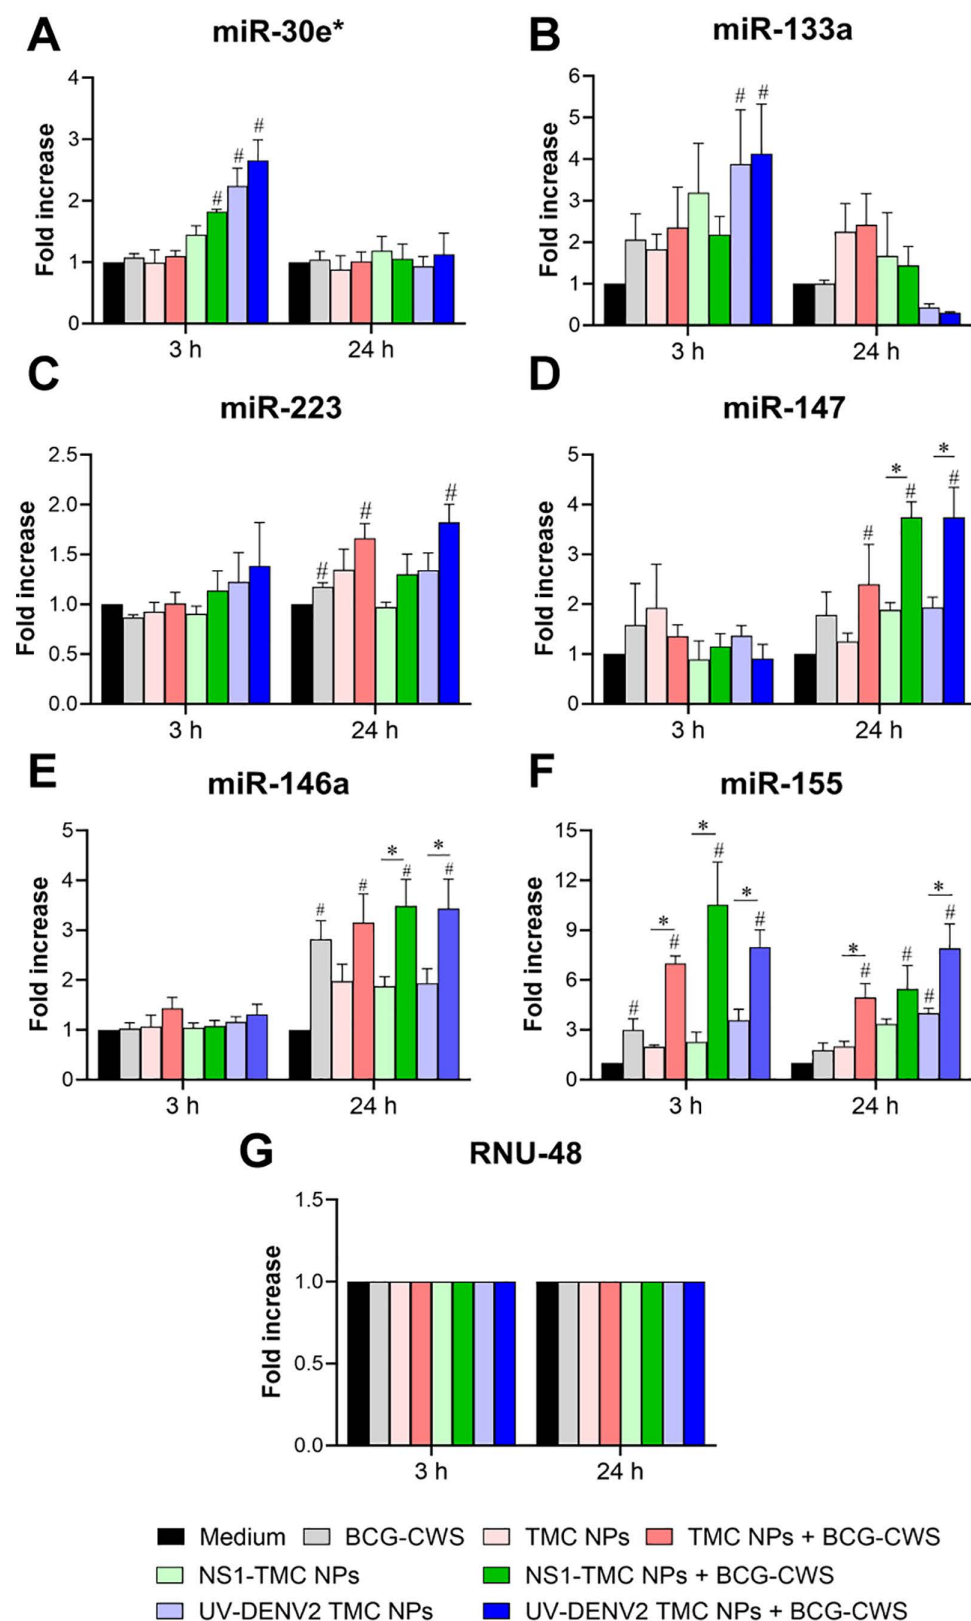 A miR-30e* B miR-133a
Fold increase
4
3
2
1
0
# # #
3 h 24 h
Fold increase
6
5
4
3
2
1
0
# #
3 h 24 h
C miR-223 D miR-147
Fold increase
2.5
2.0
1.5
1.0
0.5
0.0
# # #
3 h 24 h
Fold increase
5
4
3
2
1
0
# * # * #
3 h 24 h
E miR-146a F miR-155
Fold increase
5
4
3
2
1
0
# # * # * #
3 h 24 h
Fold increase
15
12
9
6
3
0
# * # * # * # * # # # * #
3 h 24 h
G RNU-48
Fold increase
1.5
1.0
0.5
0.0
3 h 24 h
Medium BCG-CWS TMC NPs TMC NPs + BCG-CWS
NS1-TMC NPs NS1-TMC NPs + BCG-CWS
UV-DENV2 TMC NPs UV-DENV2 TMC NPs + BCG-CWS